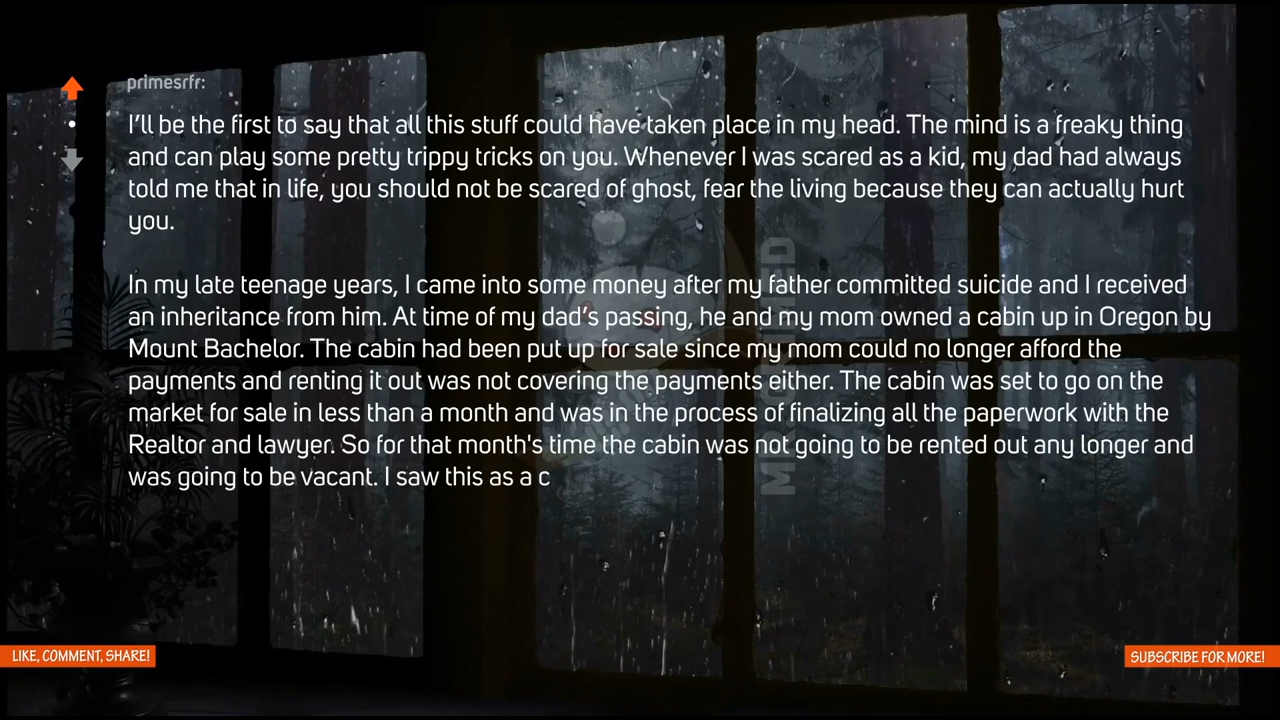 primesrfr:
I'll be the first to say that all this stuff could have taken place in my head. The mind is a freaky thing
and can play some pretty trippy tricks on you. Whenever I was scared as a kid, my dad had always
told me that in life, you should not be scared of ghost, fear the living because they can actually hurt
you.
In my late teenage years, I came into some money after my father committed suicide and I received
an inheritance from him. At time of my dad's passing, he and my mom owned a cabin up in Oregon by
Mount Bachelor. The cabin had been put up for sale since my mom could no longer afford the
payments and renting it out was not covering the payments either. The cabin was set to go on the
market for sale in less than a month and was in the process of finalizing all the paperwork with the
Realtor and lawyer. So for that month's time the cabin was not going to be rented out any longer and
was going to be vacant. I saw this as a c
LIKE, COMMENT, SHARE!
SUBSCRIBE FOR MORE!